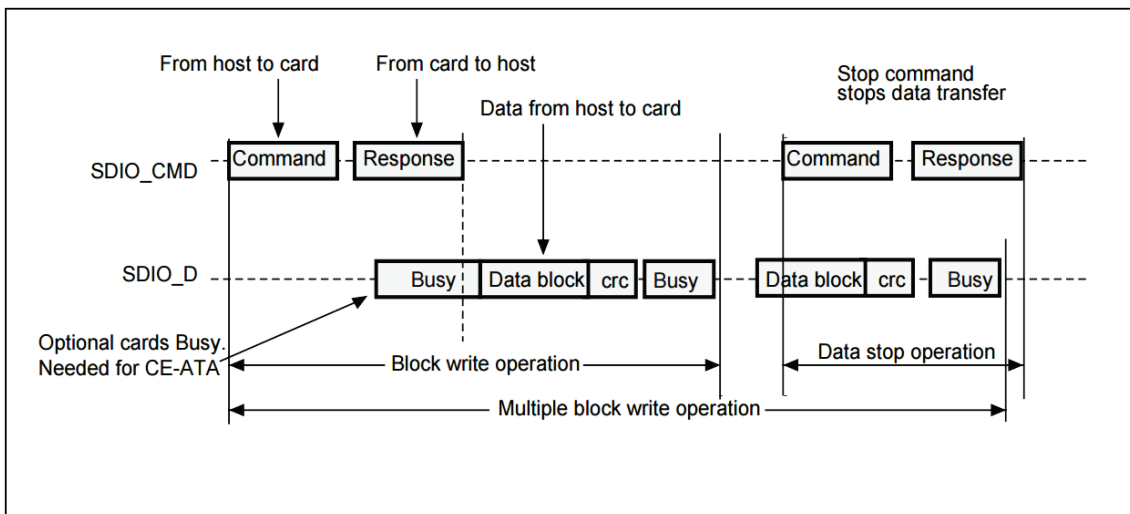 From host to card
From card to host
Data from host to card
Stop command
stops data transfer
SDIO_CMD
Command
Response
Command
Response
SDIO_D
Busy
Data block
crc
Busy
Data block
crc
Busy
Optional cards Busy.
Needed for CE-ATA
Block write operation
Data stop operation
Multiple block write operation